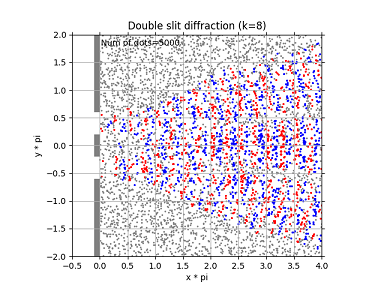 Double slit diffraction (k=8)
Num of dots=5000
2.0
1.5
1.0
0.5
0.0
−0.5
−1.0
−1.5
−2.0
y * pi
−0.5 0.0 0.5 1.0 1.5 2.0 2.5 3.0 3.5 4.0
x * pi